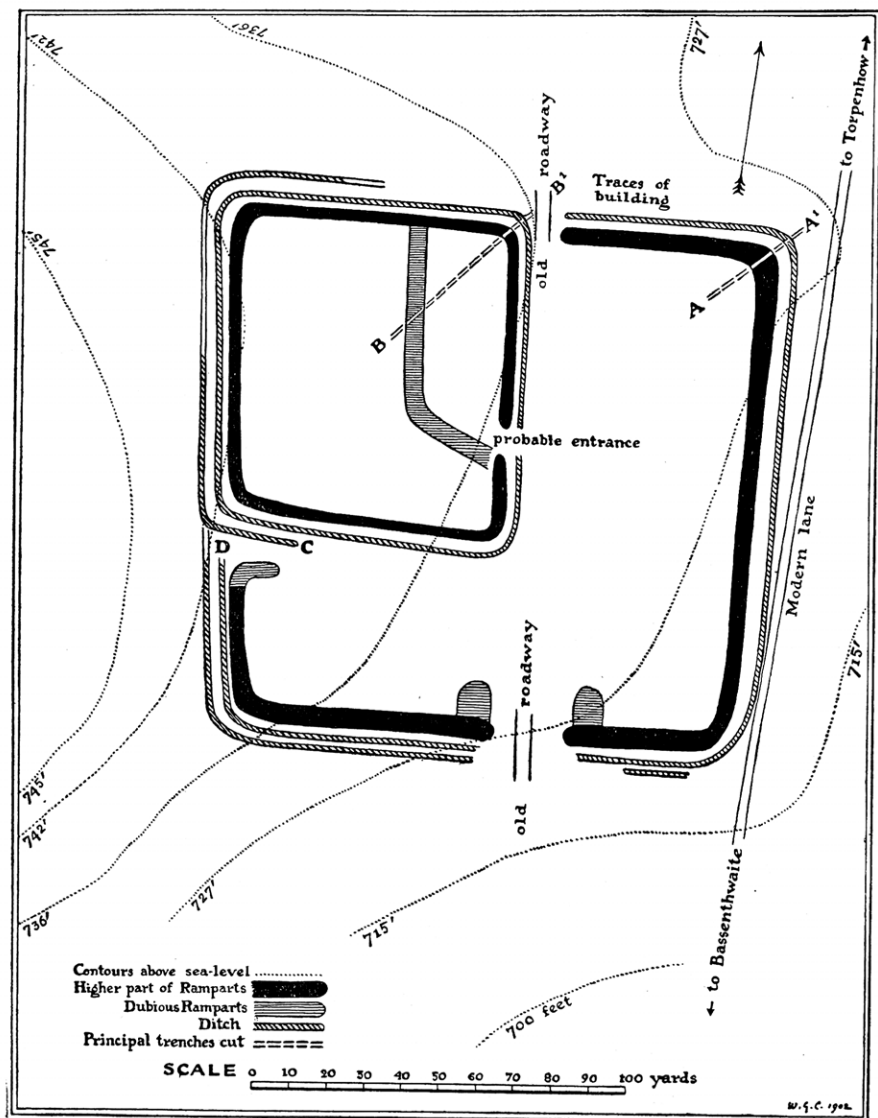 742'
736'
727'
to Torpenhow
roadway
B¹
old
Traces of
building
A¹
A
745'
B
probable entrance
D
C
Modern lane
715'
roadway
old
745'
742'
736'
727'
715'
700 feet
to Bassenthwaite
Contours above sea-level
Higher part of Ramparts
Dubious Ramparts
Ditch
Principal trenches cut
SCALE 0 10 20 30 40 50 60 70 80 90 100 yards
W.G.C. 1902